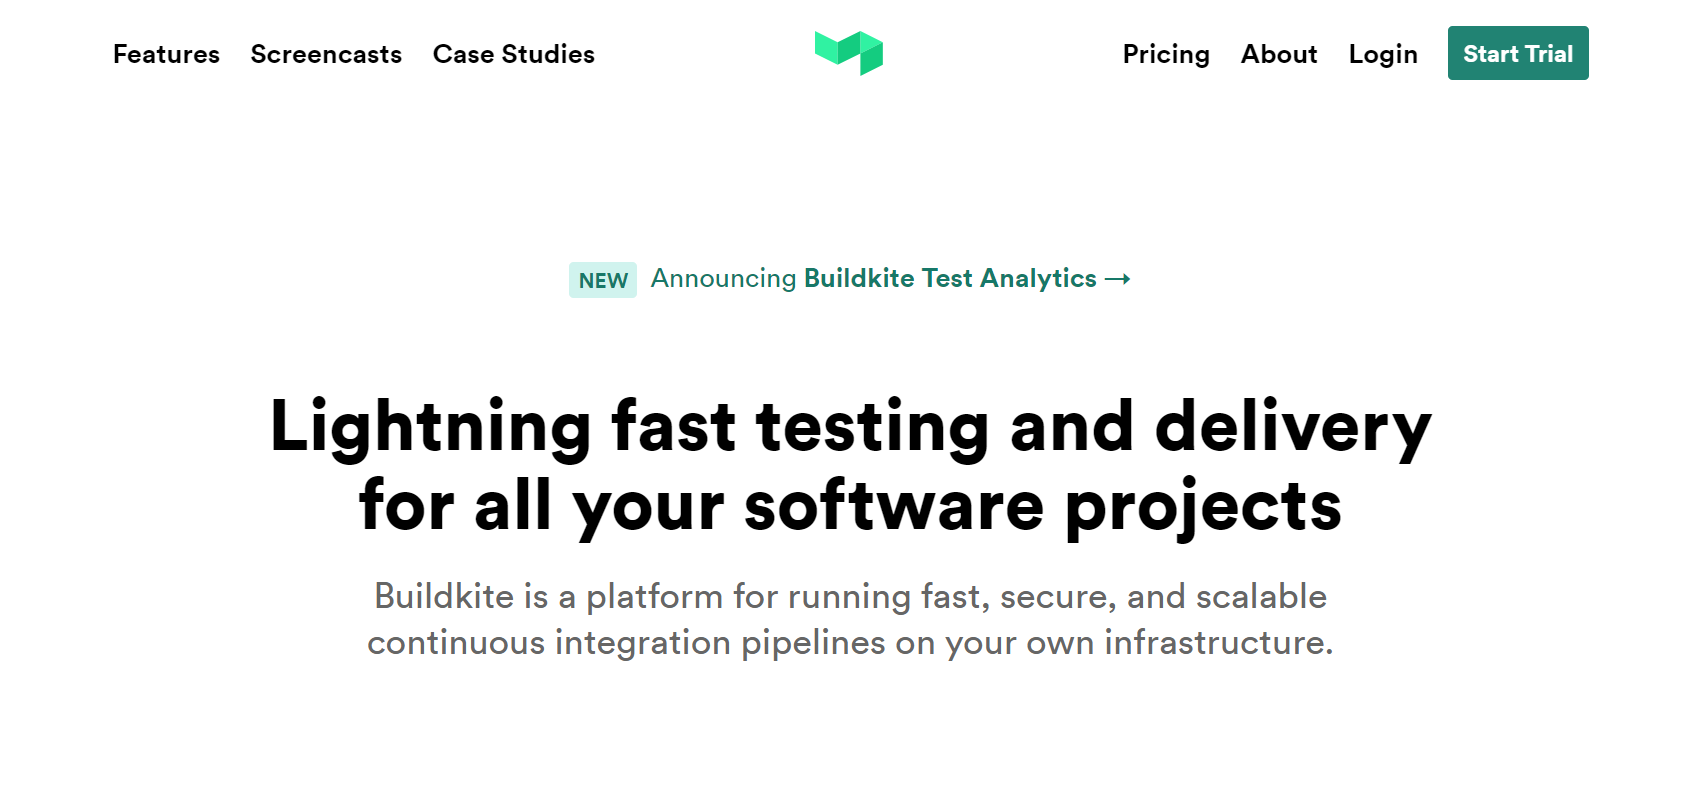 Features Screencasts Case Studies Pricing About Login Start Trial
NEW Announcing Buildkite Test Analytics →
Lightning fast testing and delivery
for all your software projects
Buildkite is a platform for running fast, secure, and scalable
continuous integration pipelines on your own infrastructure.